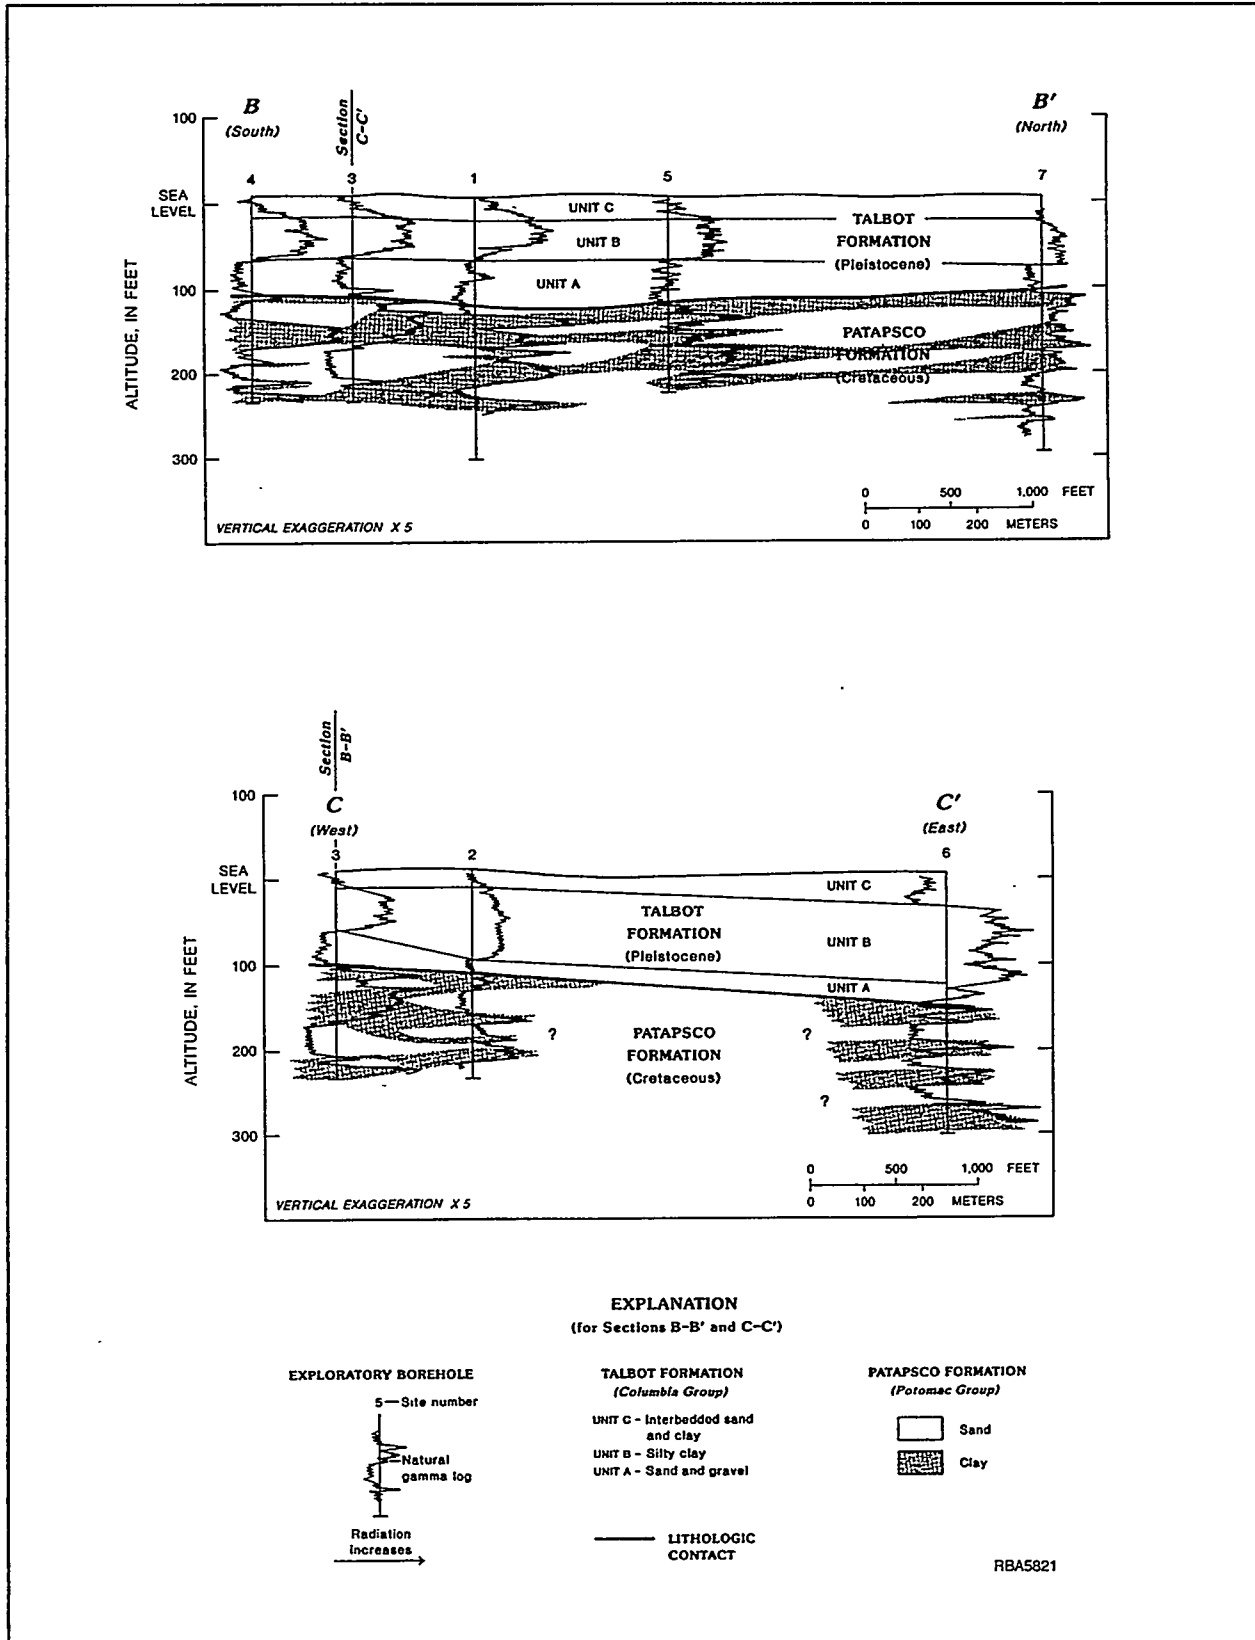 B
(South)
Section
C-C'
B'
(North)
100
SEA
LEVEL
100
200
300
ALTITUDE, IN FEET
4
3
1
5
7
UNIT C
UNIT B
UNIT A
TALBOT
FORMATION
(Pleistocene)
PATAPSCO
FORMATION
(Cretaceous)
0 500 1,000 FEET
0 100 200 METERS
VERTICAL EXAGGERATION X 5
Section
B-B'
C
(West)
C'
(East)
100
SEA
LEVEL
100
200
300
ALTITUDE, IN FEET
3
2
6
UNIT C
TALBOT
FORMATION
(Pleistocene)
UNIT B
UNIT A
PATAPSCO
FORMATION
(Cretaceous)
?
?
?
0 500 1,000 FEET
0 100 200 METERS
VERTICAL EXAGGERATION X 5
EXPLANATION
(for Sections B-B' and C-C')
EXPLORATORY BOREHOLE
5—Site number
Natural
gamma log
Radiation
increases
TALBOT FORMATION
(Columbia Group)
UNIT C - Interbedded sand
and clay
UNIT B - Silty clay
UNIT A - Sand and gravel
LITHOLOGIC
CONTACT
PATAPSCO FORMATION
(Potomac Group)
Sand
Clay
RBA5821